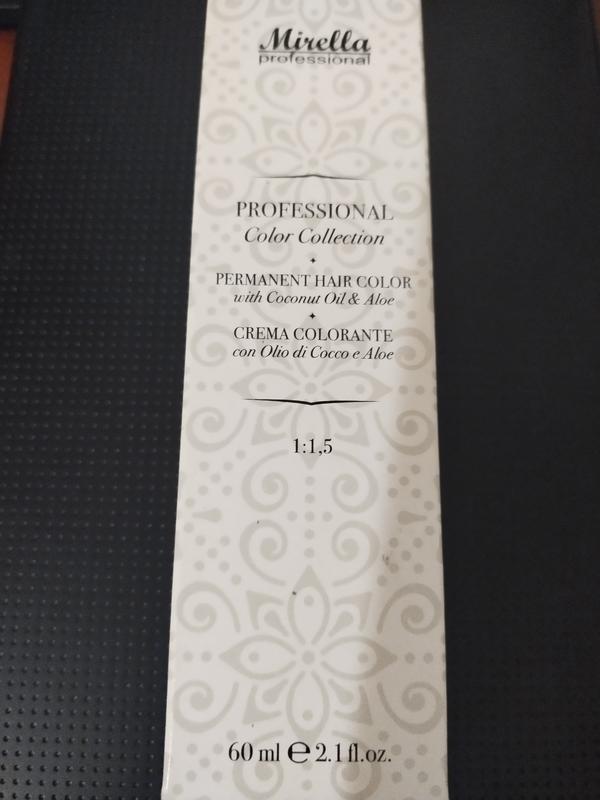 Mirella
professional
PROFESSIONAL
Color Collection
PERMANENT HAIR COLOR
with Coconut Oil & Aloe
CREMA COLORANTE
con Olio di Cocco e Aloe
1:1,5
60 ml ℮ 2.1 fl.oz.